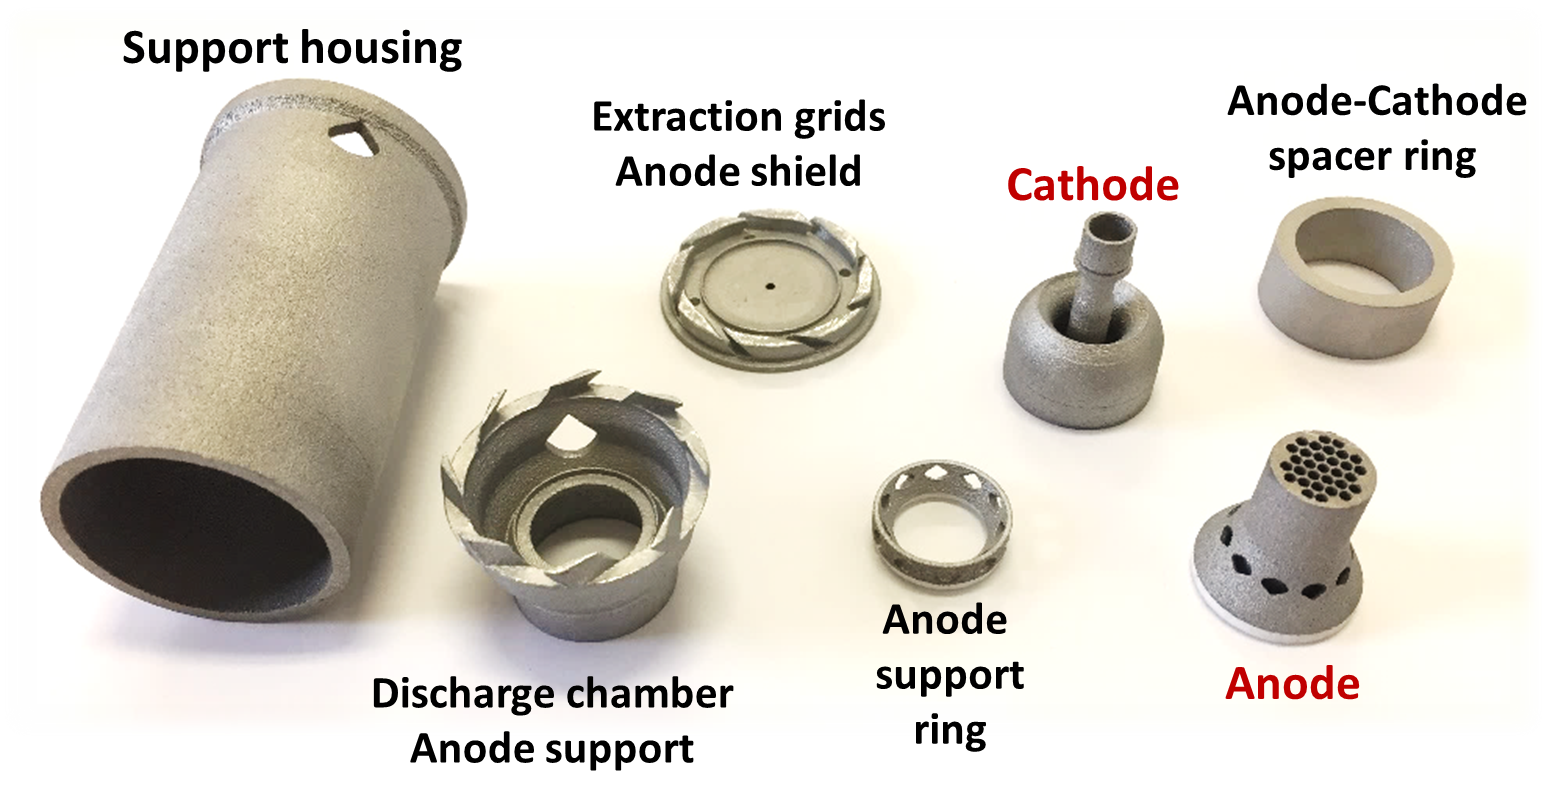 Support housing
Extraction grids
Anode shield
Cathode
Anode-Cathode
spacer ring
Discharge chamber
Anode support
Anode
support
ring
Anode